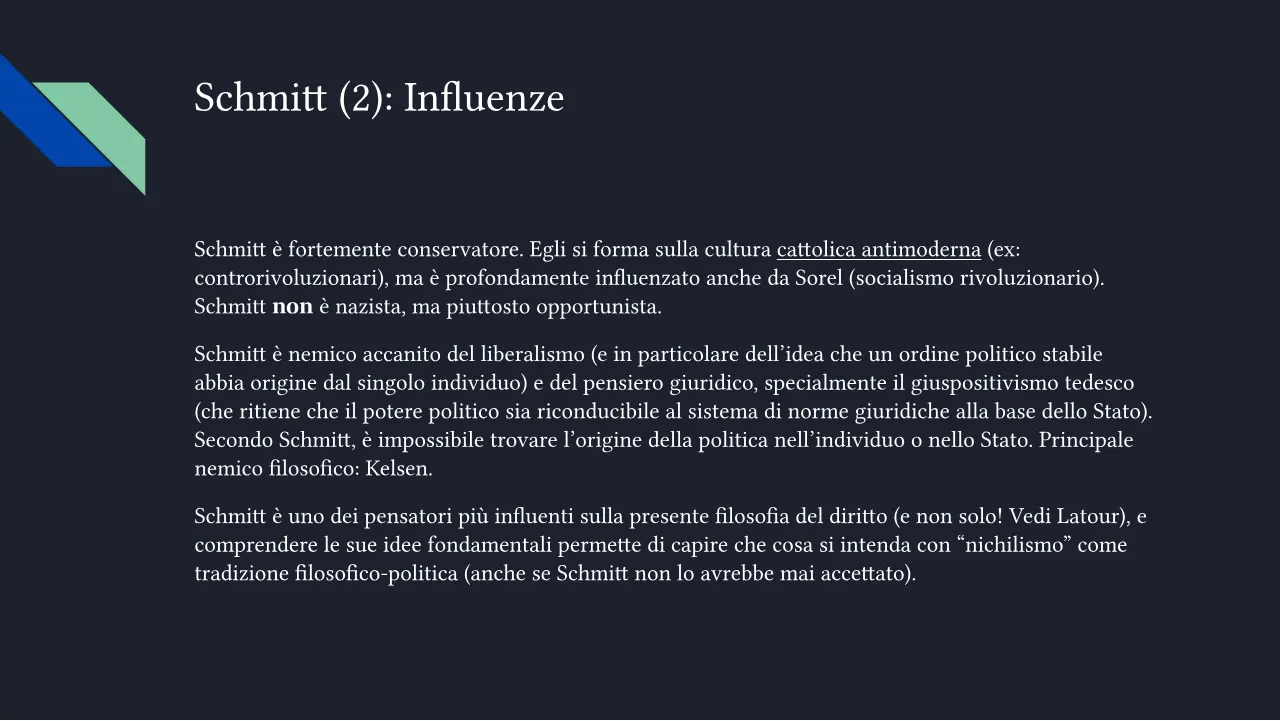 Schmitt (2): Influenze
Schmitt è fortemente conservatore. Egli si forma sulla cultura cattolica antimoderna (ex:
controrivoluzionari), ma è profondamente influenzato anche da Sorel (socialismo rivoluzionario).
Schmitt non è nazista, ma piuttosto opportunista.
Schmitt è nemico accanito del liberalismo (e in particolare dell’idea che un ordine politico stabile
abbia origine dal singolo individuo) e del pensiero giuridico, specialmente il giuspositivismo tedesco
(che ritiene che il potere politico sia riconducibile al sistema di norme giuridiche alla base dello Stato).
Secondo Schmitt, è impossibile trovare l’origine della politica nell’individuo o nello Stato. Principale
nemico filosofico: Kelsen.
Schmitt è uno dei pensatori più influenti sulla presente filosofia del diritto (e non solo! Vedi Latour), e
comprendere le sue idee fondamentali permette di capire che cosa si intenda con “nichilismo” come
tradizione filosofico-politica (anche se Schmitt non lo avrebbe mai accettato).